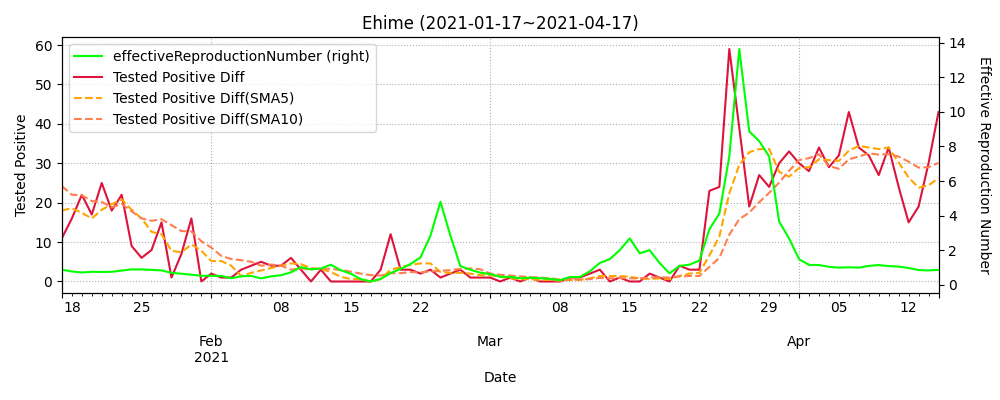 Ehime (2021-01-17~2021-04-17)
effectiveReproductionNumber (right)
Tested Positive Diff
Tested Positive Diff(SMA5)
Tested Positive Diff(SMA10)
Tested Positive
60
50
40
30
20
10
0
14
12
10
8
6
4
2
0
Effective Reproduction Number
18 25 08 15 22 08 15 22 29 05 12
Feb Mar Apr
2021
Date